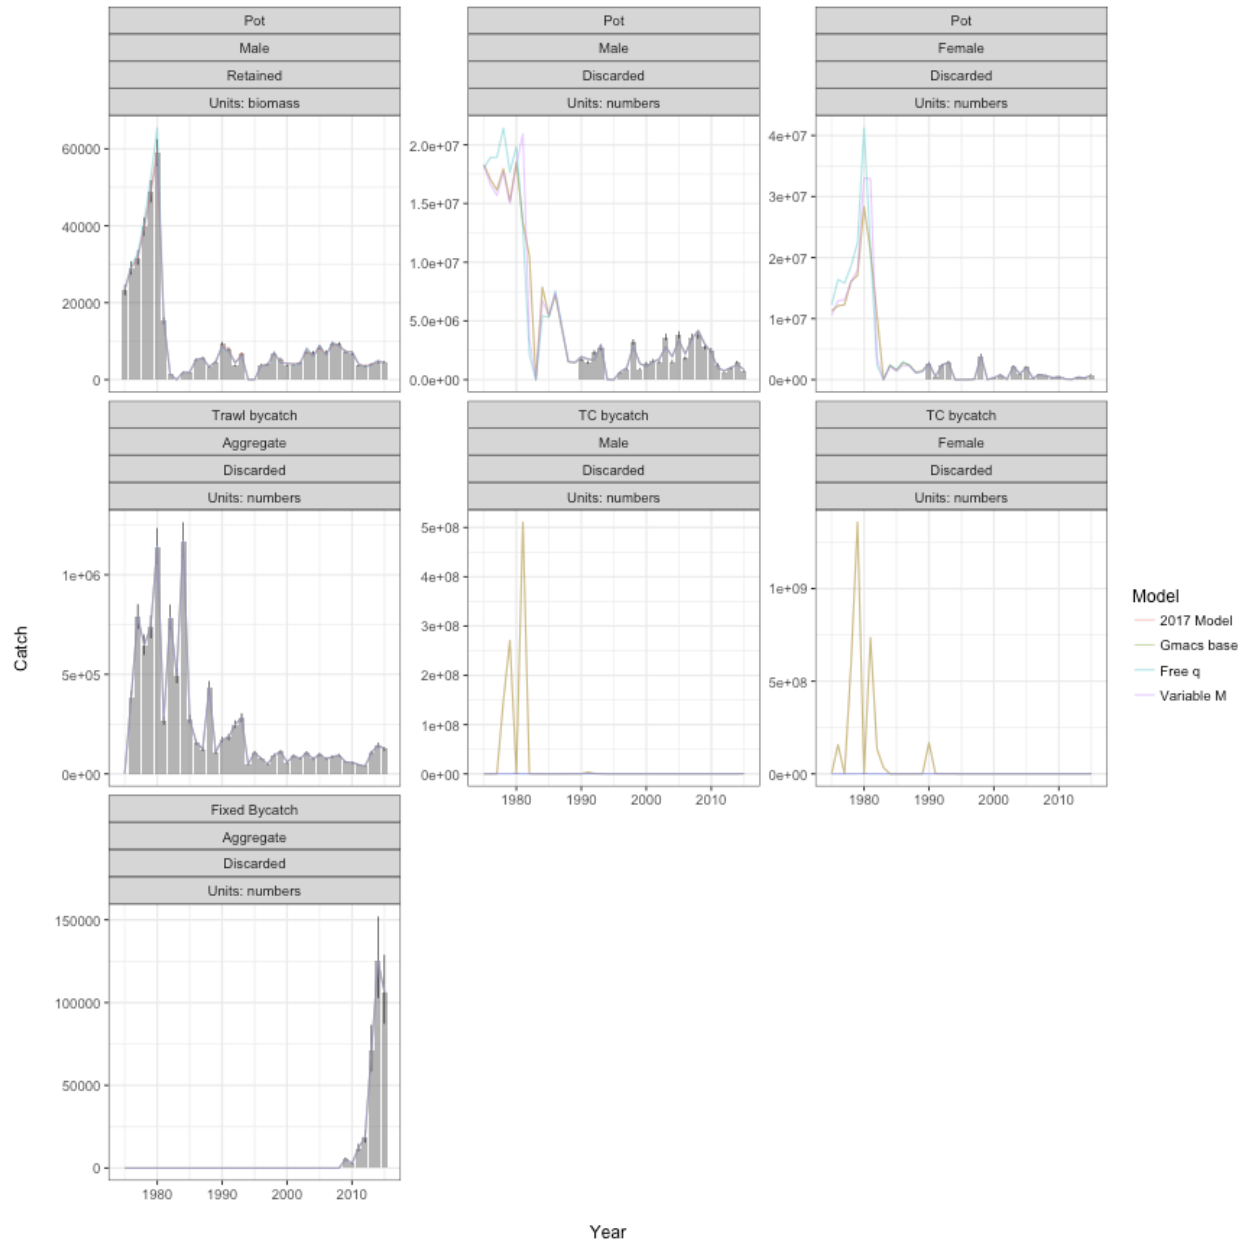 Pot
Male
Retained
Units: biomass
60000
40000
20000
0
Pot
Male
Discarded
Units: numbers
2.0e+07
1.5e+07
1.0e+07
5.0e+06
0.0e+00
Pot
Female
Discarded
Units: numbers
4e+07
3e+07
2e+07
1e+07
0e+00
Trawl bycatch
Aggregate
Discarded
Units: numbers
1e+06
5e+05
0e+00
TC bycatch
Male
Discarded
Units: numbers
5e+08
4e+08
3e+08
2e+08
1e+08
0e+00
1980 1990 2000 2010
TC bycatch
Female
Discarded
Units: numbers
1e+09
5e+08
0e+00
1980 1990 2000 2010
Fixed Bycatch
Aggregate
Discarded
Units: numbers
150000
100000
50000
0
1980 1990 2000 2010
Catch
Year
Model
2017 Model
Gmacs base
Free q
Variable M